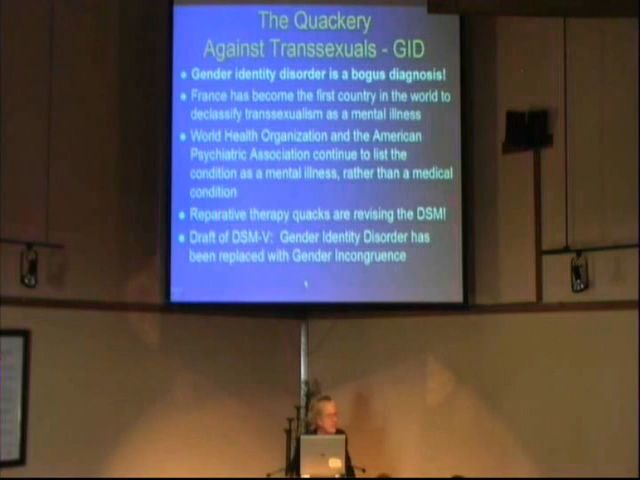 The Quackery
Against Transsexuals - GID
• Gender identity disorder is a bogus diagnosis!
• France has become the first country in the world to
declassify transsexualism as a mental illness
• World Health Organization and the American
Psychiatric Association continue to list the
condition as a mental illness, rather than a medical
condition
• Reparative therapy quacks are revising the DSM!
• Draft of DSM-V: Gender Identity Disorder has
been replaced with Gender Incongruence